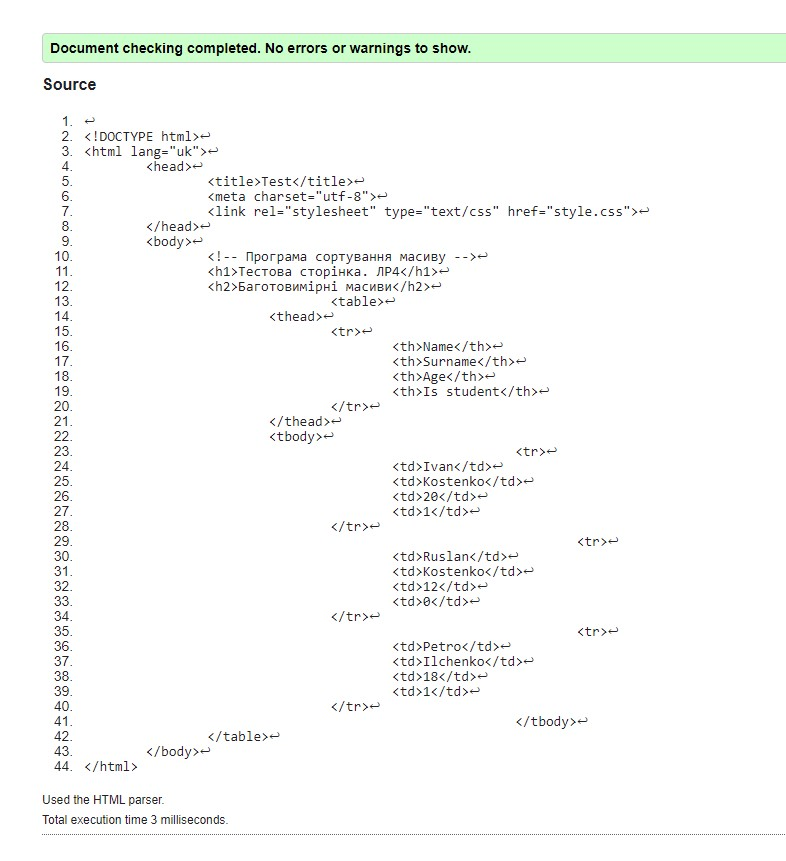 Document checking completed. No errors or warnings to show.
Source
1. ↩
2. <!DOCTYPE html>↩
3. <html lang="uk">↩
4. <head>↩
5. <title>Test</title>↩
6. <meta charset="utf-8">↩
7. <link rel="stylesheet" type="text/css" href="style.css">↩
8. </head>↩
9. <body>↩
10. <!-- Програма сортування масиву -->↩
11. <h1>Тестова сторінка. ЛР4</h1>↩
12. <h2>Баготовимірні масиви</h2>↩
13. <table>↩
14. <thead>↩
15. <tr>↩
16. <th>Name</th>↩
17. <th>Surname</th>↩
18. <th>Age</th>↩
19. <th>Is student</th>↩
20. </tr>↩
21. </thead>↩
22. <tbody>↩
23. <tr>↩
24. <td>Ivan</td>↩
25. <td>Kostenko</td>↩
26. <td>20</td>↩
27. <td>1</td>↩
28. </tr>↩
29. <tr>↩
30. <td>Ruslan</td>↩
31. <td>Kostenko</td>↩
32. <td>12</td>↩
33. <td>0</td>↩
34. </tr>↩
35. <tr>↩
36. <td>Petro</td>↩
37. <td>Ilchenko</td>↩
38. <td>18</td>↩
39. <td>1</td>↩
40. </tr>↩
41. </tbody>↩
42. </table>↩
43. </body>↩
44. </html>
Used the HTML parser.
Total execution time 3 milliseconds.